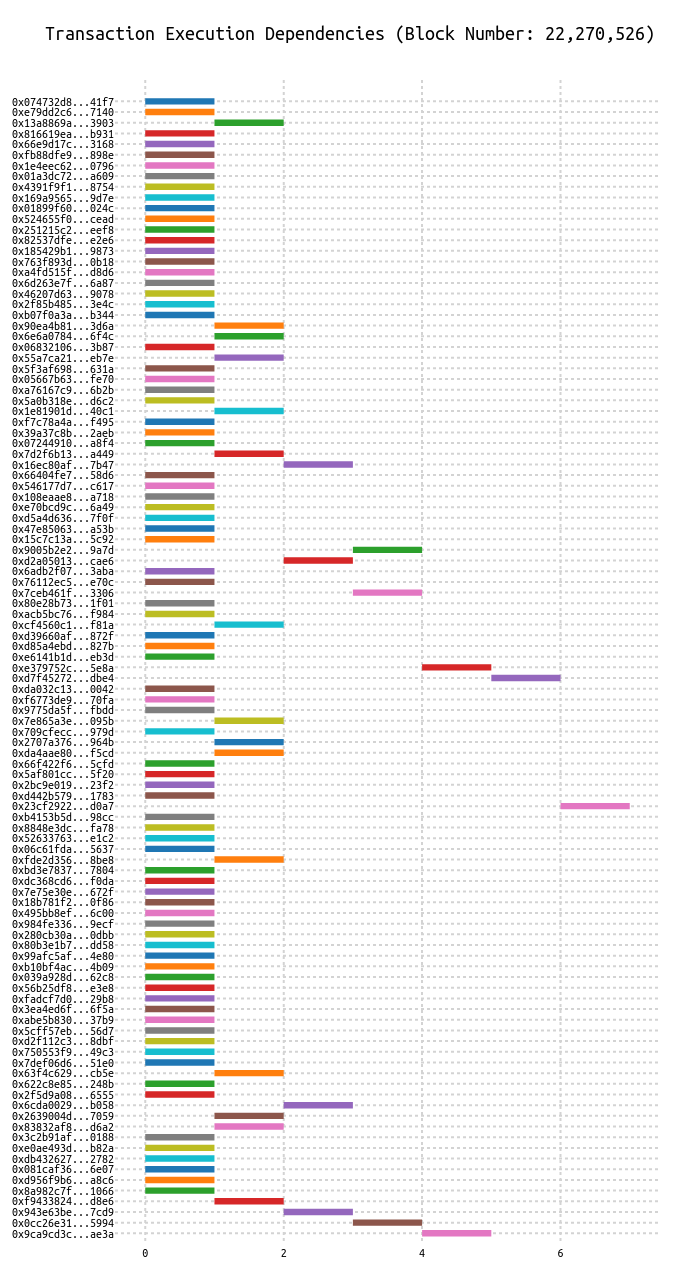 Transaction Execution Dependencies (Block Number: 22,270,526)
0x074732d8...41f7
0xe79dd2c6...7140
0x13a8869a...3903
0x816619ea...b931
0x66e9d17c...3168
0xfb88dfe9...898e
0x1e4eec62...0796
0x01a3dc72...a609
0x4391f9f1...8754
0x169a9565...9d7e
0x01899f60...024c
0x524655f0...cead
0x251215c2...eef8
0x82537dfe...e2e6
0x185429b1...9873
0x763f893d...0b18
0xa4fd515f...d8d6
0x6d263e7f...6a87
0x46207d63...9078
0x2f85b485...3e4c
0xb07f0a3a...b344
0x90ea4b81...3d6a
0x6e6a0784...6f4c
0x06832106...3b87
0x55a7ca21...eb7e
0x5f3af698...631a
0x05667b63...fe70
0xa76167c9...6b2b
0x5a0b318e...d6c2
0x1e81901d...40c1
0xf7c78a4a...f495
0x39a37c8b...2aeb
0x07244910...a8f4
0x7d2f6b13...a449
0x16ec80af...7b47
0x66404fe7...58d6
0x546177d7...c617
0x108eaae8...a718
0xe70bcd9c...6a49
0xd5a4d636...7f0f
0x47e85063...a53b
0x15c7c13a...5c92
0x9005b2e2...9a7d
0xd2a05013...cae6
0x6adb2f07...3aba
0x76112ec5...e70c
0x7ceb461f...3306
0x80e28b73...1f01
0xacb5bc76...f984
0xcf4560c1...f81a
0xd39660af...872f
0xd85a4ebd...827b
0xe6141b1d...eb3d
0xe379752c...5e8a
0xd7f45272...dbe4
0xda032c13...0042
0xf6773de9...70fa
0x9775da5f...fbdd
0x7e865a3e...095b
0x709cfecc...979d
0x2707a376...964b
0xda4aae80...f5cd
0x66f422f6...5cfd
0x5af801cc...5f20
0x2bc9e019...23f2
0xd442b579...1783
0x23cf2922...d0a7
0xb4153b5d...98cc
0x8848e3dc...fa78
0x52633763...e1c2
0x06c61fda...5637
0xfde2d356...8be8
0xbd3e7837...7804
0xdc368cd6...f0da
0x7e75e30e...672f
0x18b781f2...0f86
0x495bb8ef...6c00
0x984fe336...9ecf
0x280cb30a...0dbb
0x80b3e1b7...dd58
0x99afc5af...4e80
0xb10bf4ac...4b09
0x039a928d...62c8
0x56b25df8...e3e8
0xfadcf7d0...29b8
0x3ea4ed6f...6f5a
0xabe5b830...37b9
0x5cff57eb...56d7
0xd2f112c3...8dbf
0x750553f9...49c3
0x7def06d6...51e0
0x63f4c629...cb5e
0x622c8e85...248b
0x2f5d9a08...6555
0x6cda0029...b058
0x2639004d...7059
0x83832af8...d6a2
0x3c2b91af...0188
0xe0ae493d...b82a
0xdb432627...2782
0x081caf36...6e07
0xd956f9b6...a8c6
0x8a982c7f...1066
0xf9433824...d8e6
0x943e63be...7cd9
0x0cc26e31...5994
0x9ca9cd3c...ae3a
0 2 4 6